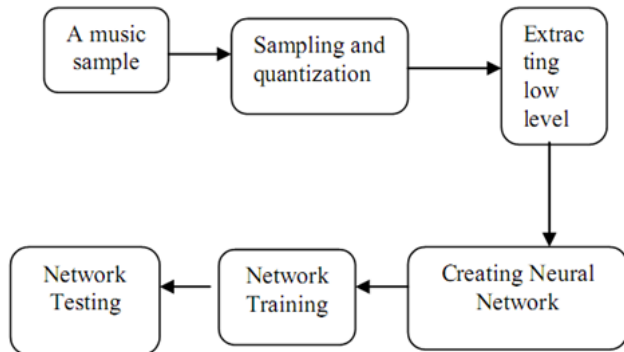 A music
sample
Sampling and
quantization
Extrac
ting
low
level
Creating Neural
Network
Network
Training
Network
Testing